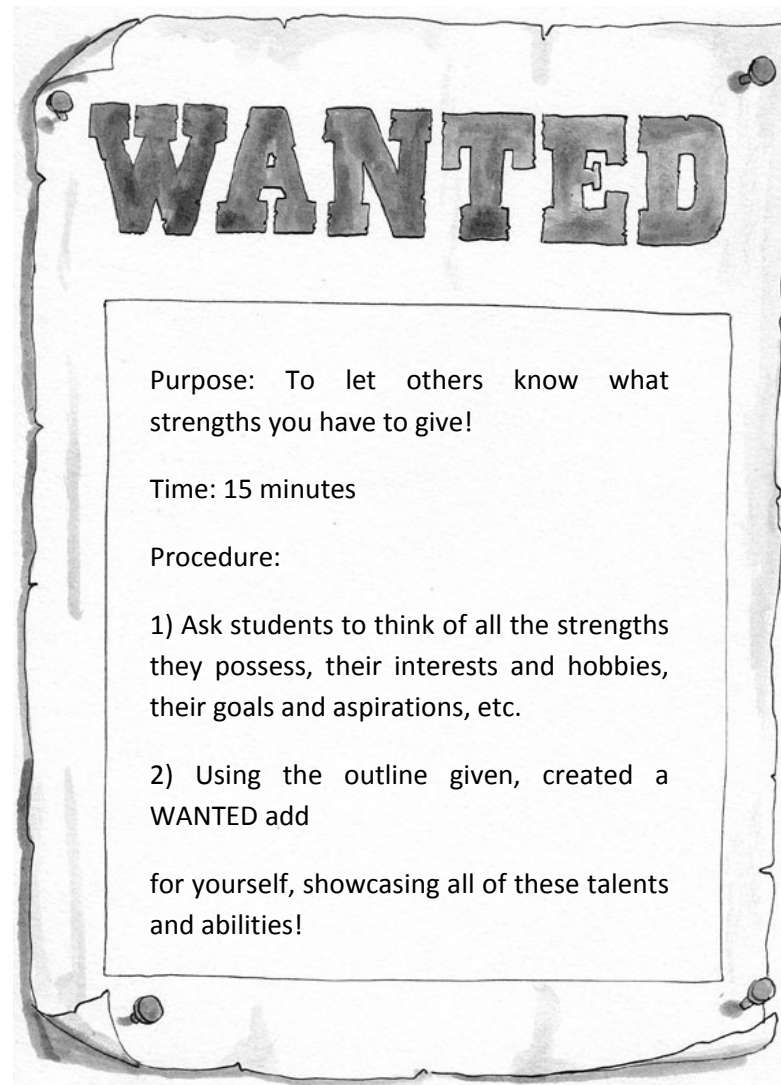 WANTED
Purpose: To let others know what
strengths you have to give!
Time: 15 minutes
Procedure:
1) Ask students to think of all the strengths
they possess, their interests and hobbies,
their goals and aspirations, etc.
2) Using the outline given, created a
WANTED add
for yourself, showcasing all of these talents
and abilities!